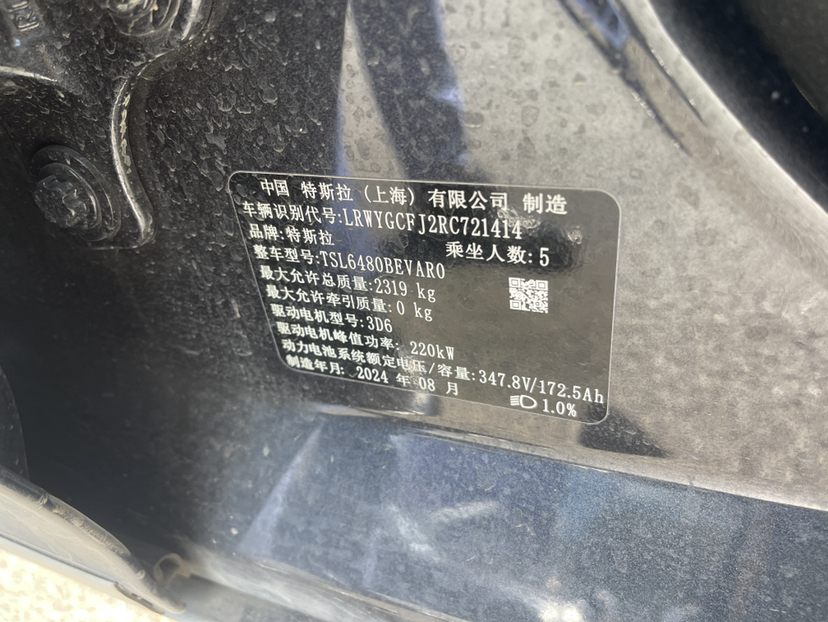 中国 特斯拉（上海）有限公司 制造
车辆识别代号:LRWYGCFJ2RC721414
品牌:特斯拉 乘坐人数:5
整车型号:TSL6480BEVAR0
最大允许总质量:2319 kg
最大允许牵引质量:0 kg
驱动电机型号:3D6
驱动电机峰值功率: 220kW
动力电池系统额定电压/容量:347.8V/172.5Ah
制造年月: 2024 年 08 月
1.0%